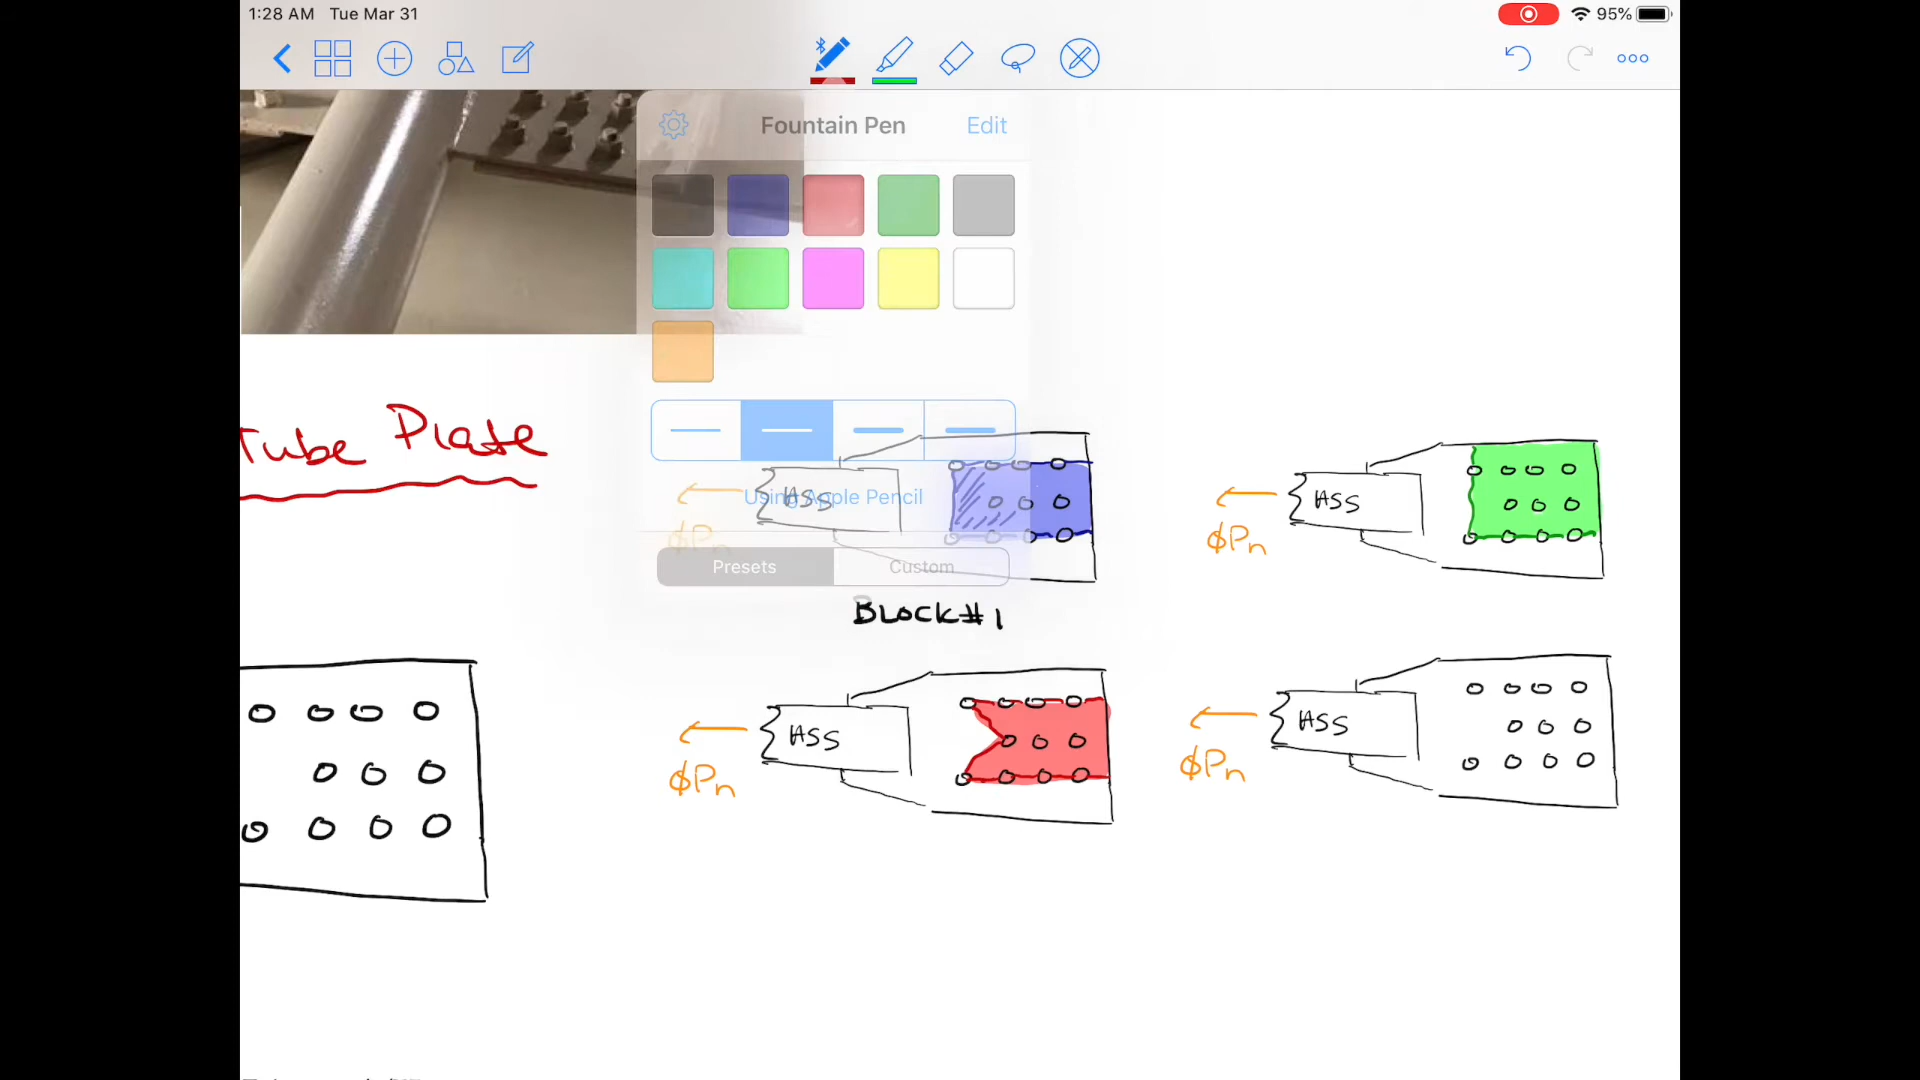 1:28 AM Tue Mar 31
95%
Fountain Pen
Edit
Tube Plate
Using Apple Pencil
HSS
ϕPn
HSS
ϕPn
Presets
Custom
BLOCK #1
HSS
ϕPn
HSS
ϕPn